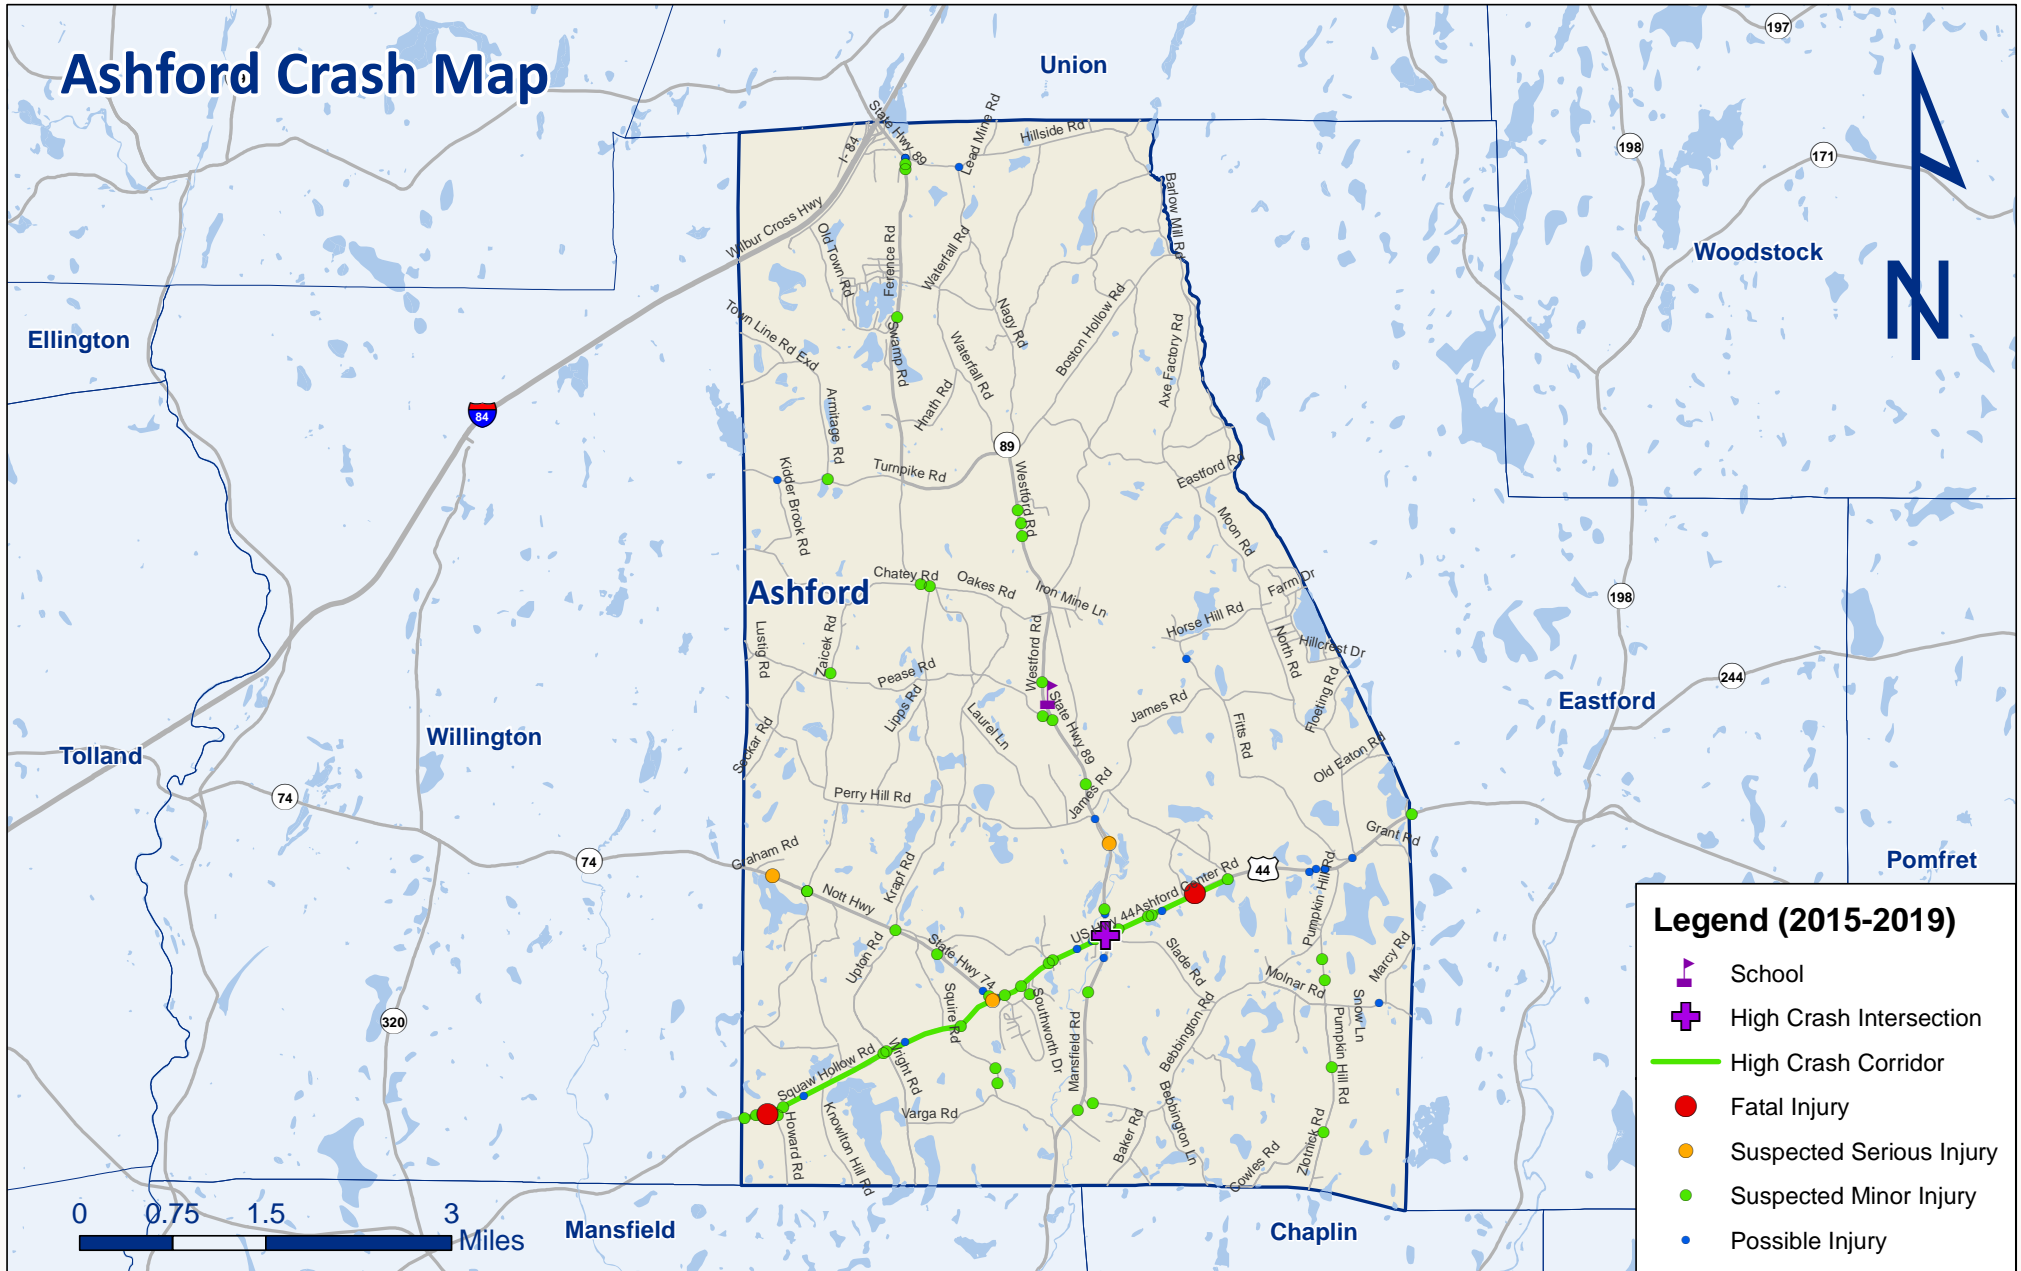 Ashford Crash Map
Union
197
198
171
Woodstock
N
State Hwy 89
I- 84
Lead Mine Rd
Hillside Rd
Barlow Mill Rd
Wilbur Cross Hwy
Old Town Rd
Ference Rd
Waterfall Rd
Ellington
Town Line Rd Exd
Swamp Rd
Nagy Rd
Boston Hollow Rd
Waterfall Rd
Axe Factory Rd
84
Armitage Rd
Hnath Rd
89
Kidder Brook Rd
Turnpike Rd
Westford Rd
Eastford Rd
Moon Rd
Ashford
Chatey Rd
Oakes Rd
Iron Mine Ln
Farm Dr
198
Horse Hill Rd
Lustig Rd
Zaicek Rd
Westford Rd
North Rd
Hillcrest Dr
Pease Rd
244
Lipps Rd
Laurel Ln
State Hwy 89
James Rd
Fitts Rd
Floeting Rd
Eastford
Tolland
Willington
Seckar Rd
Old Eaton Rd
74
Perry Hill Rd
James Rd
Grant Rd
74
Graham Rd
Pomfret
Krapf Rd
Nott Hwy
44
US Hwy 44
Ashford Center Rd
Pumpkin Hill Rd
Upton Rd
State Hwy 74
Slade Rd
Molnar Rd
Marcy Rd
320
Squire Rd
Southworth Dr
Mansfield Rd
Bebbington Rd
Snow Ln
Pumpkin Hill Rd
Squaw Hollow Rd
Wright Rd
Varga Rd
Howard Rd
Knowlton Hill Rd
Baker Rd
Bebbington Ln
Cowles Rd
Zlotnick Rd
Mansfield
Chaplin
0 0.75 1.5 3
Miles
Legend (2015-2019)
School
High Crash Intersection
High Crash Corridor
Fatal Injury
Suspected Serious Injury
Suspected Minor Injury
Possible Injury